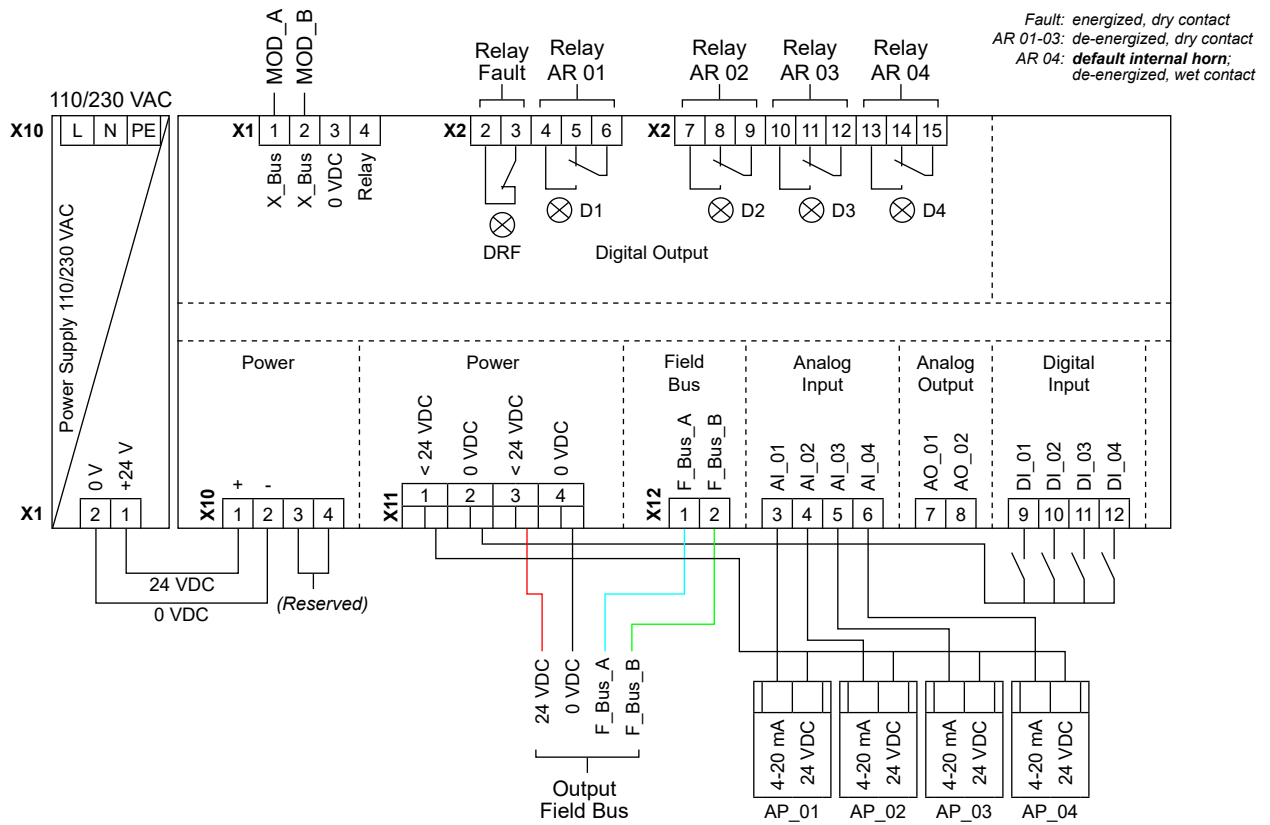 Fault: energized, dry contact
AR 01-03: de-energized, dry contact
AR 04: default internal horn;
de-energized, wet contact
MOD_A
MOD_B
Relay
Fault
Relay
AR 01
Relay
AR 02
Relay
AR 03
Relay
AR 04
110/230 VAC
X10 L N PE
X1 1 2 3 4
X2 2 3 4 5 6
X2 7 8 9 10 11 12 13 14 15
X_Bus
X_Bus
0 VDC
Relay
DRF
D1
D2
D3
D4
Digital Output
Power Supply 110/230 VAC
Power
Power
Field
Bus
Analog
Input
Analog
Output
Digital
Input
0 V
+24 V
+ -
< 24 VDC
0 VDC
< 24 VDC
0 VDC
F_Bus_A
F_Bus_B
AI_01
AI_02
AI_03
AI_04
AO_01
AO_02
DI_01
DI_02
DI_03
DI_04
X1 2 1
X10 1 2 3 4
X11 1 2 3 4
X12 1 2 3 4 5 6 7 8 9 10 11 12
24 VDC
0 VDC
(Reserved)
24 VDC
0 VDC
F_Bus_A
F_Bus_B
Output
Field Bus
4-20 mA
24 VDC
4-20 mA
24 VDC
4-20 mA
24 VDC
4-20 mA
24 VDC
AP_01
AP_02
AP_03
AP_04